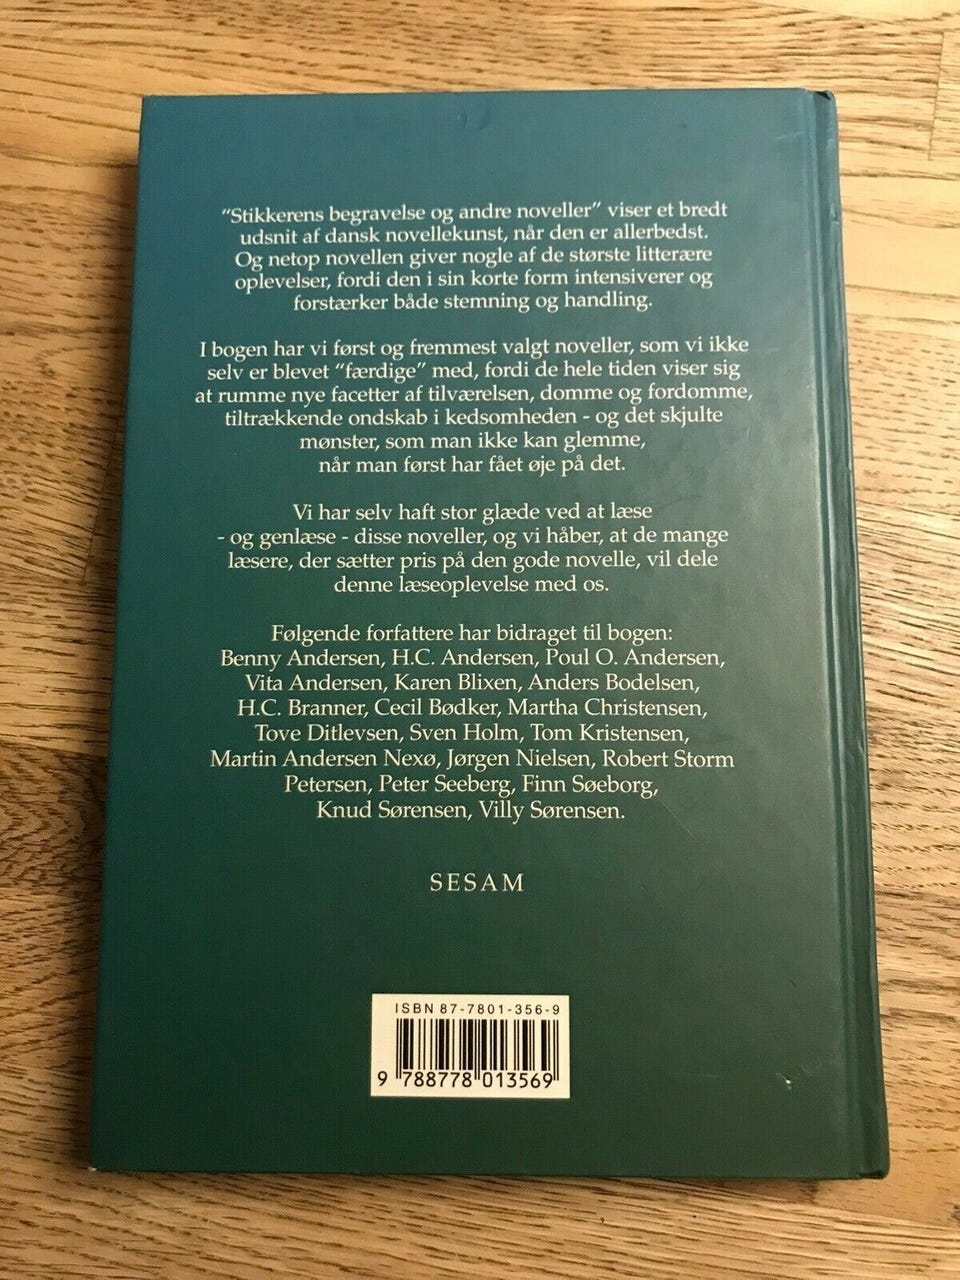 "Stikkerens begravelse og andre noveller" viser et bredt
udsnit af dansk novellekunst, når den er allerbedst.
Og netop novellen giver nogle af de største litterære
oplevelser, fordi den i sin korte form intensiverer og
forstærker både stemning og handling.
I bogen har vi først og fremmest valgt noveller, som vi ikke
selv er blevet "færdige" med, fordi de hele tiden viser sig
at rumme nye facetter af tilværelsen, domme og fordomme,
tiltrækkende ondskab i kedsomheden - og det skjulte
mønster, som man ikke kan glemme,
når man først har fået øje på det.
Vi har selv haft stor glæde ved at læse
- og genlæse - disse noveller, og vi håber, at de mange
læsere, der sætter pris på den gode novelle, vil dele
denne læseoplevelse med os.
Følgende forfattere har bidraget til bogen:
Benny Andersen, H.C. Andersen, Poul O. Andersen,
Vita Andersen, Karen Blixen, Anders Bodelsen,
H.C. Branner, Cecil Bødker, Martha Christensen,
Tove Ditlevsen, Sven Holm, Tom Kristensen,
Martin Andersen Nexø, Jørgen Nielsen, Robert Storm
Petersen, Peter Seeberg, Finn Søeborg,
Knud Sørensen, Villy Sørensen.
SESAM
ISBN 87-7801-356-9
9 788778 013569